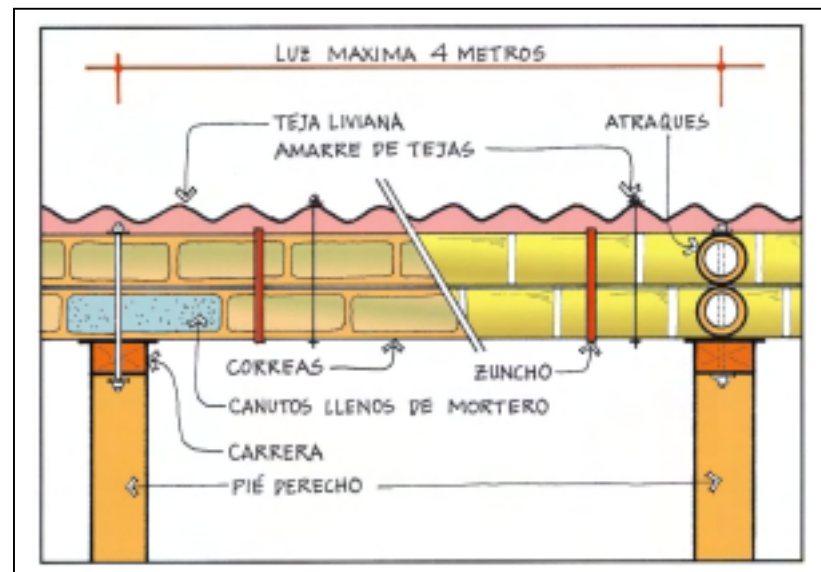 LUZ MAXIMA 4 METROS
TEJA LIVIANA
AMARRE DE TEJAS
ATRAQUES
CORREAS
ZUNCHO
CANUTOS LLENOS DE MORTERO
CARRERA
PIÉ DERECHO